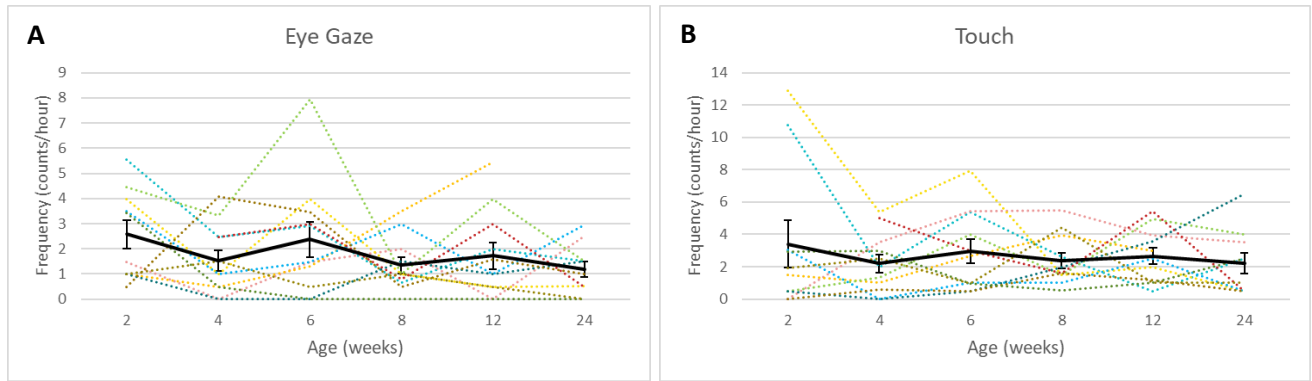 A
Eye Gaze
Frequency (counts/hour)
9
8
7
6
5
4
3
2
1
0
2 4 6 8 12 24
Age (weeks)
B
Touch
Frequency (counts/hour)
14
12
10
8
6
4
2
0
2 4 6 8 12 24
Age (weeks)